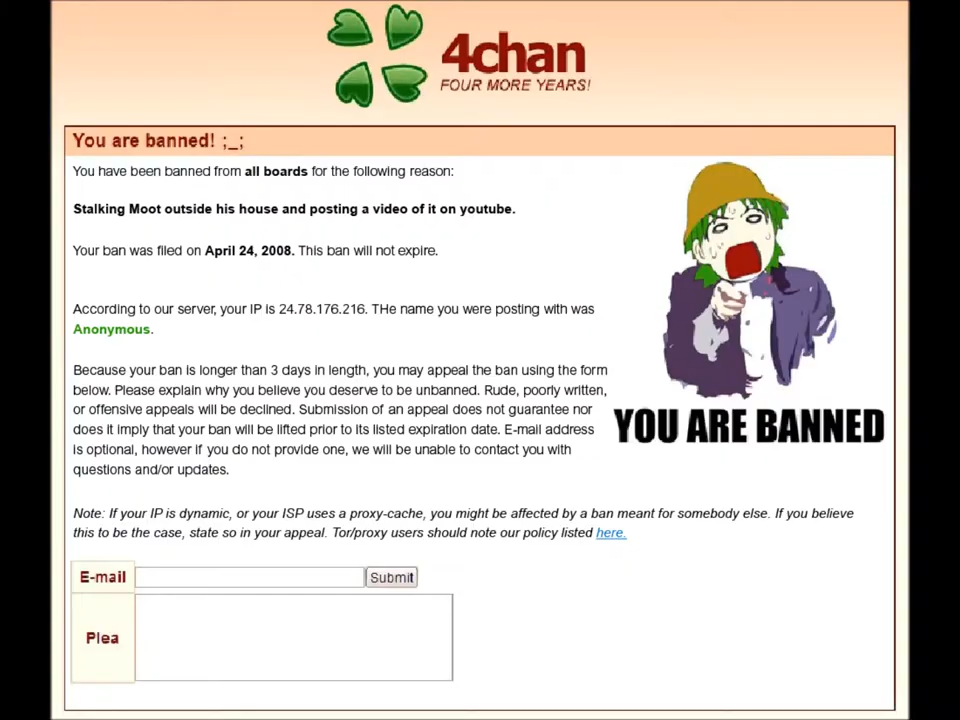 4chan
FOUR MORE YEARS!
You are banned! ;_;
You have been banned from all boards for the following reason:
Stalking Moot outside his house and posting a video of it on youtube.
Your ban was filed on April 24, 2008. This ban will not expire.
According to our server, your IP is 24.78.176.216. THe name you were posting with was
Anonymous.
Because your ban is longer than 3 days in length, you may appeal the ban using the form
below. Please explain why you believe you deserve to be unbanned. Rude, poorly written,
or offensive appeals will be declined. Submission of an appeal does not guarantee nor
does it imply that your ban will be lifted prior to its listed expiration date. E-mail address
is optional, however if you do not provide one, we will be unable to contact you with
questions and/or updates.
YOU ARE BANNED
Note: If your IP is dynamic, or your ISP uses a proxy-cache, you might be affected by a ban meant for somebody else. If you believe
this to be the case, state so in your appeal. Tor/proxy users should note our policy listed here.
E-mail Submit
Plea